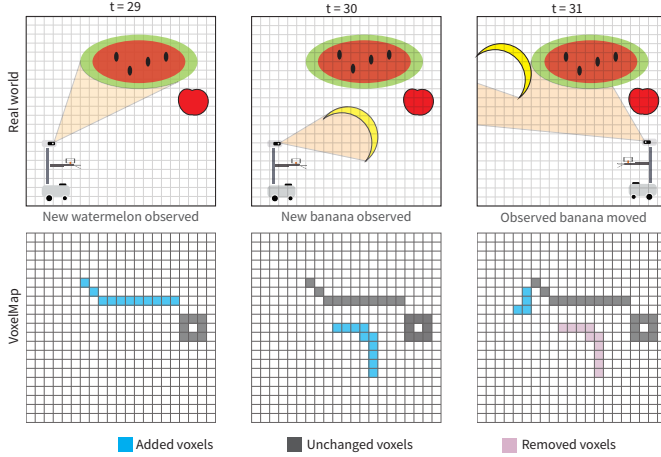 t = 29
t = 30
t = 31
Real world
New watermelon observed
New banana observed
Observed banana moved
VoxelMap
Added voxels
Unchanged voxels
Removed voxels